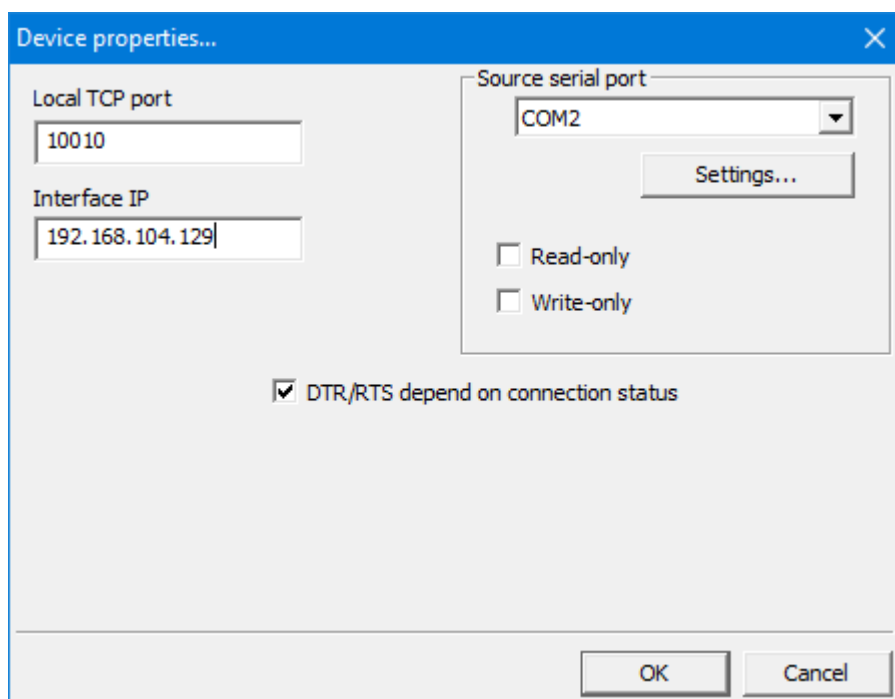 Device properties...
Local TCP port
10010
Interface IP
192.168.104.129
Source serial port
COM2
Settings...
Read-only
Write-only
DTR/RTS depend on connection status
OK
Cancel